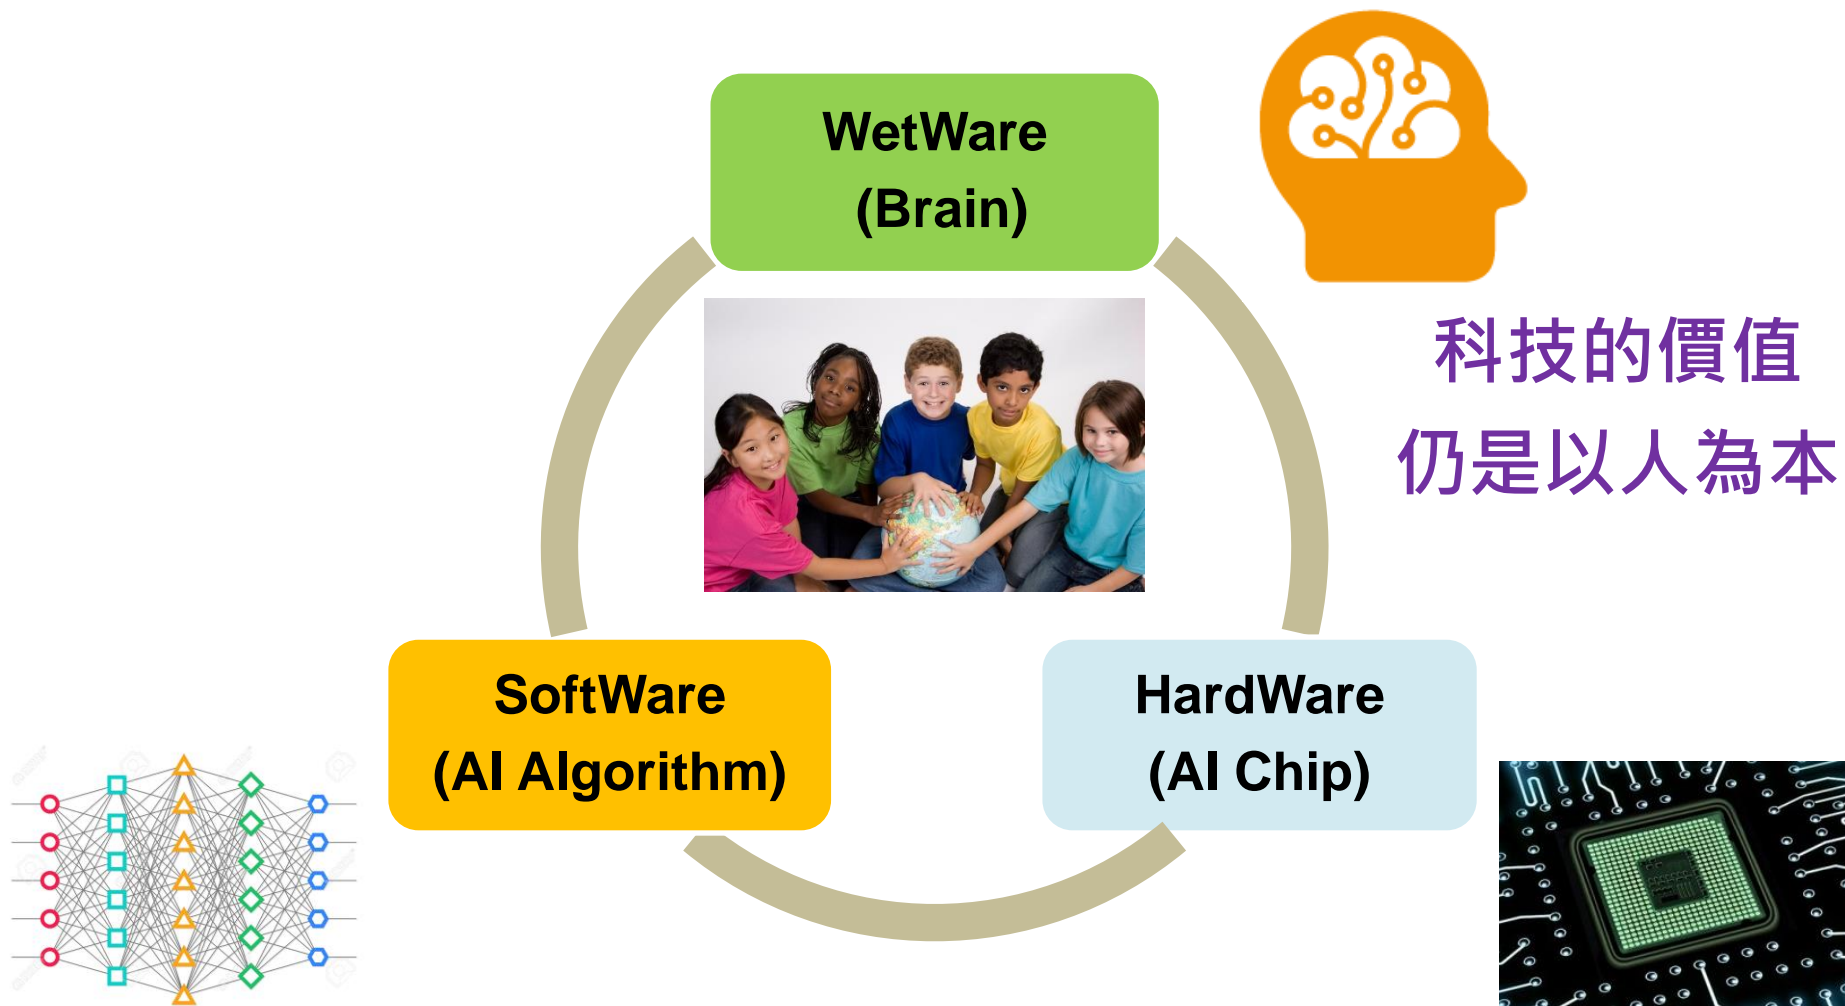 WetWare
(Brain)
科技的價值
仍是以人為本
SoftWare
(AI Algorithm)
HardWare
(AI Chip)